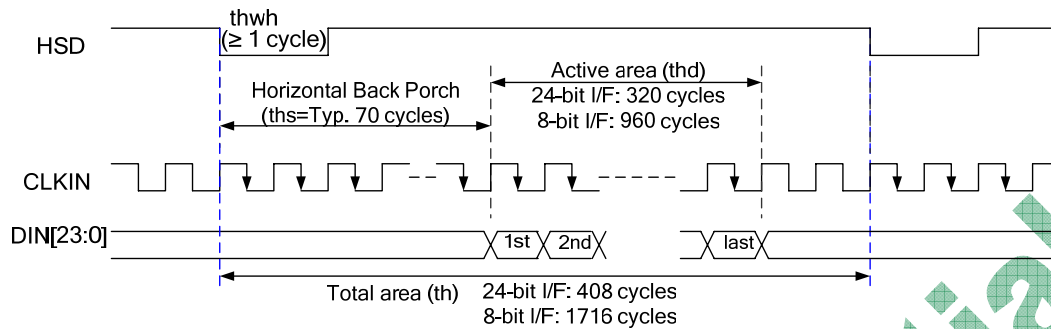 thwh
(≥ 1 cycle)
HSD
Active area (thd)
24-bit I/F: 320 cycles
8-bit I/F: 960 cycles
Horizontal Back Porch
(ths=Typ. 70 cycles)
CLKIN
DIN[23:0]
1st
2nd
last
Total area (th)
24-bit I/F: 408 cycles
8-bit I/F: 1716 cycles